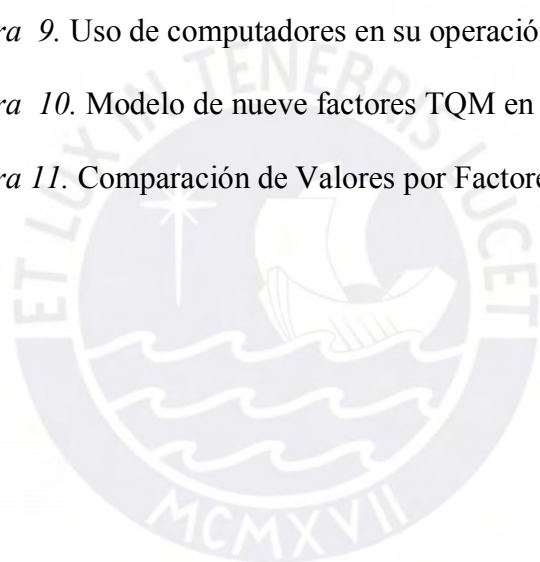 ra 9. Uso de computadores en su operación
ra 10. Modelo de nueve factores TQM en
ra 11. Comparación de Valores por Factore
ET LUX IN TENEBRIS LUCET
MCMXVII